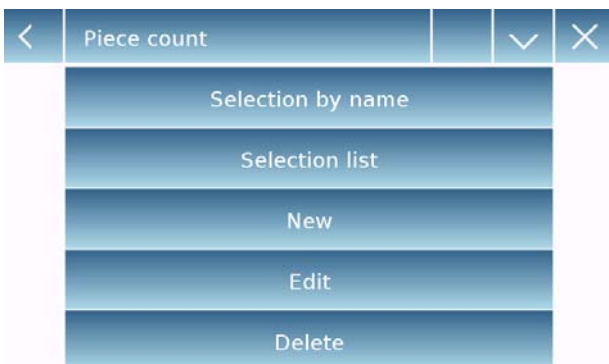 Piece count
Selection by name
Selection list
New
Edit
Delete